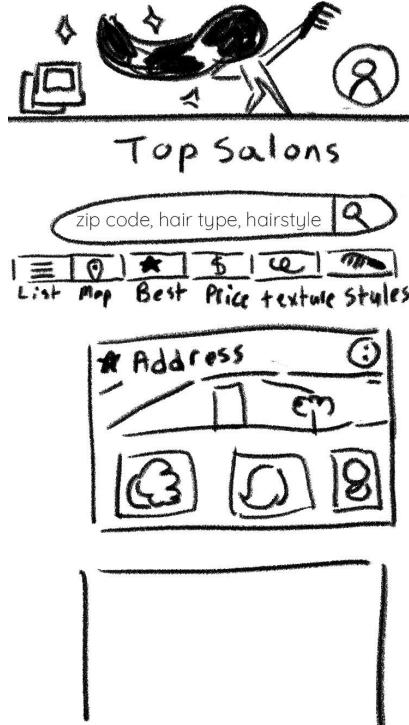 Top Salons
zip code, hair type, hairstyle
$
List Map Best Price texture Styles
Address